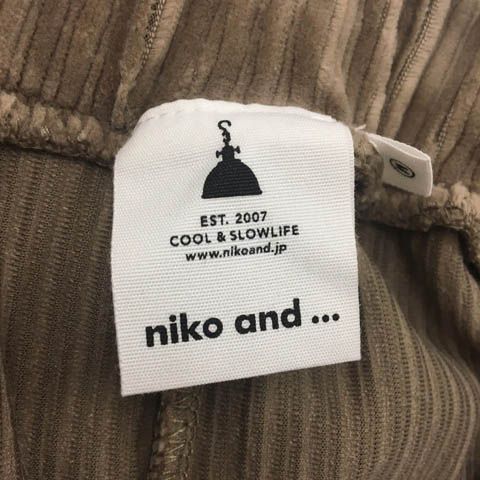 EST. 2007
COOL & SLOWLIFE
www.nikoand.jp
niko and ...